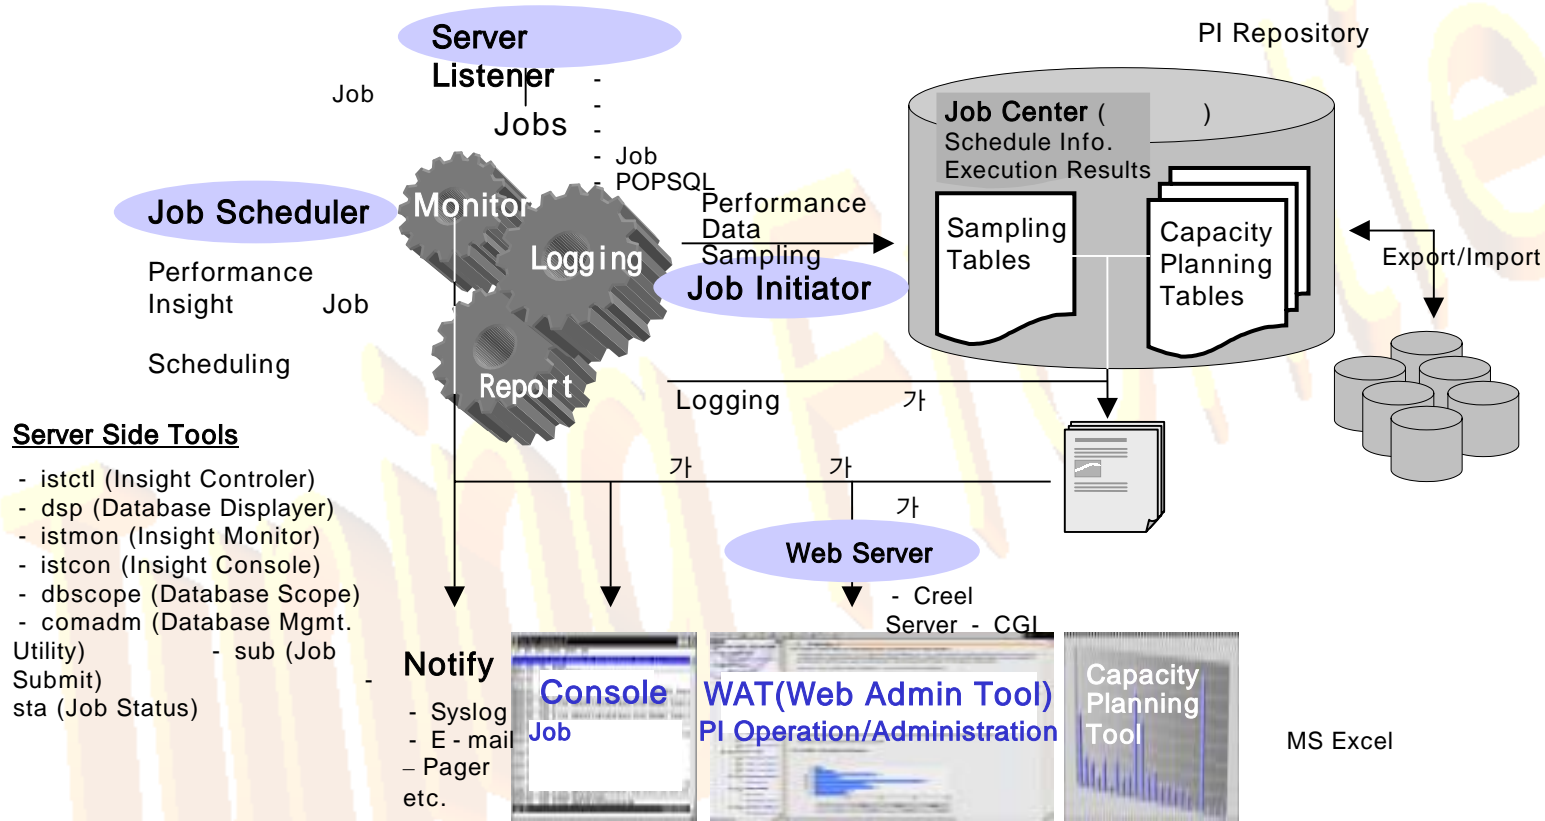 Server
Listener
Job
Jobs
-
-
-
- Job
- POPSQL
PI Repository
Job Center (          )
Schedule Info.
Execution Results
Job Scheduler
Monitor
Logging
Report
Performance
Data
Sampling
Job Initiator
Sampling
Tables
Capacity
Planning
Tables
Export/Import
Performance
Insight Job
Scheduling
Logging 가
가 가
가
Server Side Tools
- istctl (Insight Controler)
- dsp (Database Displayer)
- istmon (Insight Monitor)
- istcon (Insight Console)
- dbscope (Database Scope)
- comadm (Database Mgmt.
Utility) - sub (Job
Submit) -
sta (Job Status)
Web Server
- Creel
Server - CGI
Notify
- Syslog
- E-mail
– Pager
etc.
Console
Job
WAT(Web Admin Tool)
PI Operation/Administration
Capacity
Planning
Tool
MS Excel